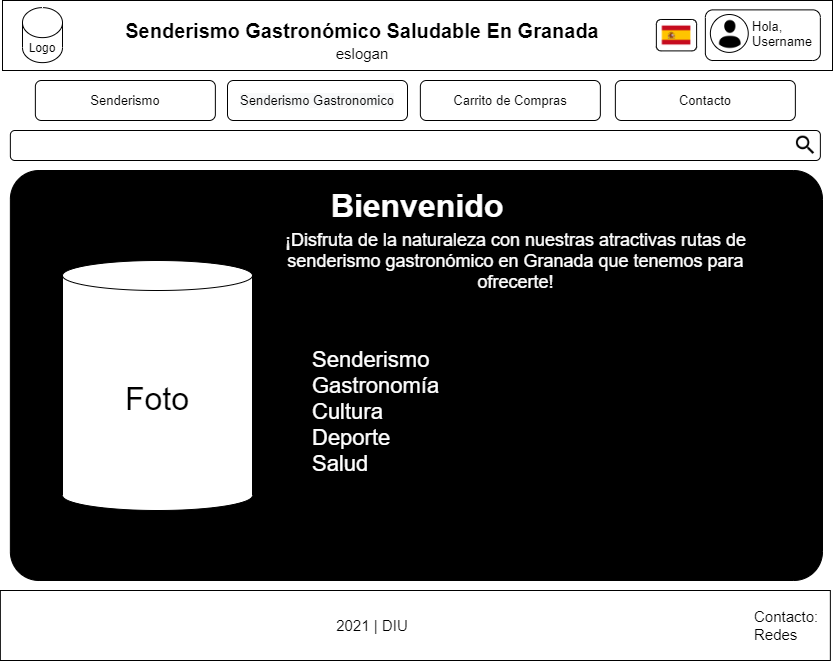 Logo
Senderismo Gastronómico Saludable En Granada
eslogan
Hola,
Username
Senderismo
Senderismo Gastronomico
Carrito de Compras
Contacto
Bienvenido
¡Disfruta de la naturaleza con nuestras atractivas rutas de
senderismo gastronómico en Granada que tenemos para
ofrecerte!
Foto
Senderismo
Gastronomía
Cultura
Deporte
Salud
2021 | DIU
Contacto:
Redes